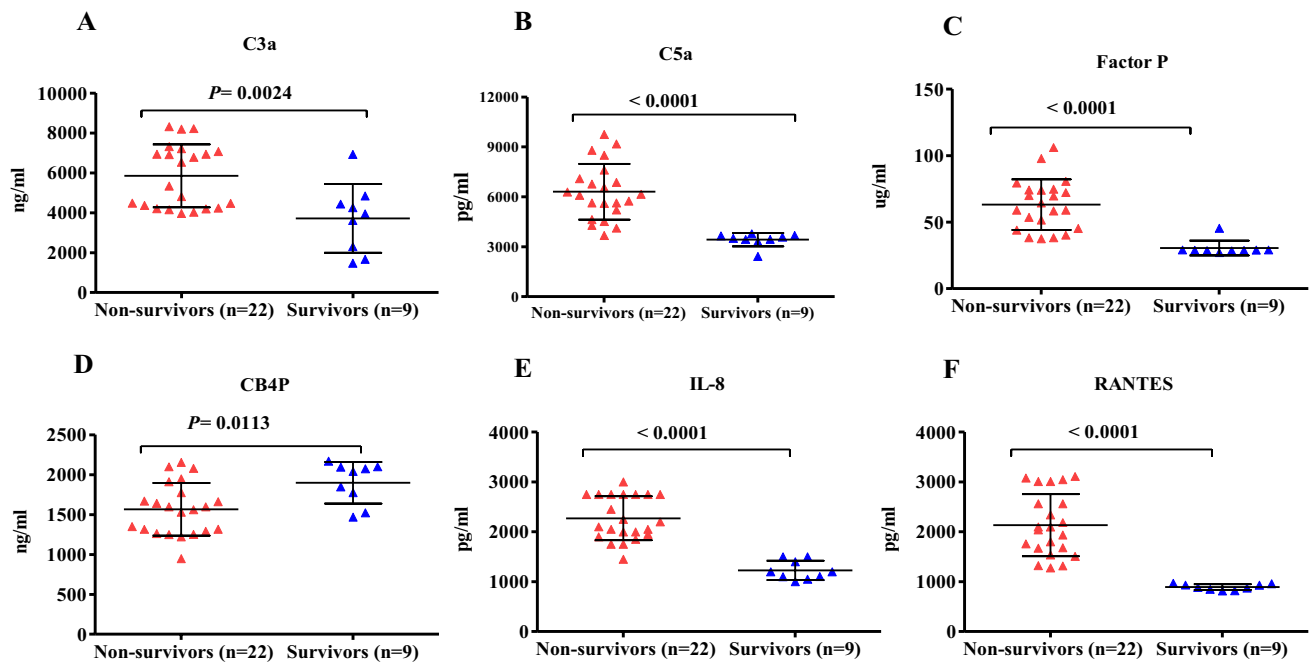 A
C3a
P= 0.0024
10000
8000
6000
4000
2000
0
ng/ml
Non-survivors (n=22) Survivors (n=9)
B
C5a
< 0.0001
12000
9000
6000
3000
0
pg/ml
Non-survivors (n=22) Survivors (n=9)
C
Factor P
< 0.0001
150
100
50
0
ug/ml
Non-survivors (n=22) Survivors (n=9)
D
CB4P
P= 0.0113
2500
2000
1500
1000
500
0
ng/ml
Non-survivors (n=22) Survivors (n=9)
E
IL-8
< 0.0001
4000
3000
2000
1000
0
pg/ml
Non-survivors (n=22) Survivors (n=9)
F
RANTES
< 0.0001
4000
3000
2000
1000
0
pg/ml
Non-survivors (n=22) Survivors (n=9)